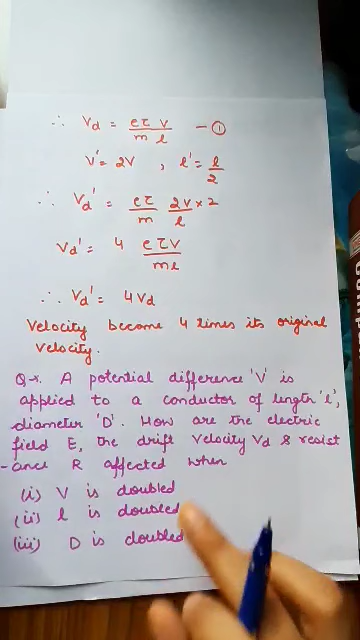 ∴ Vd = eτ V / m l — ①
V' = 2V , l' = l/2
∴ Vd' = eτ / m 2V / l × 2
Vd' = 4 eτV / ml
∴ Vd' = 4Vd
Velocity become 4 times its original
velocity.
Q-x. A potential difference 'V' is
applied to a conductor of length 'l',
diameter 'D'. How are the electric
field E, the drift velocity Vd & resist
-ance R affected when
(i) V is doubled
(ii) l is doubled
(iii) D is doubled